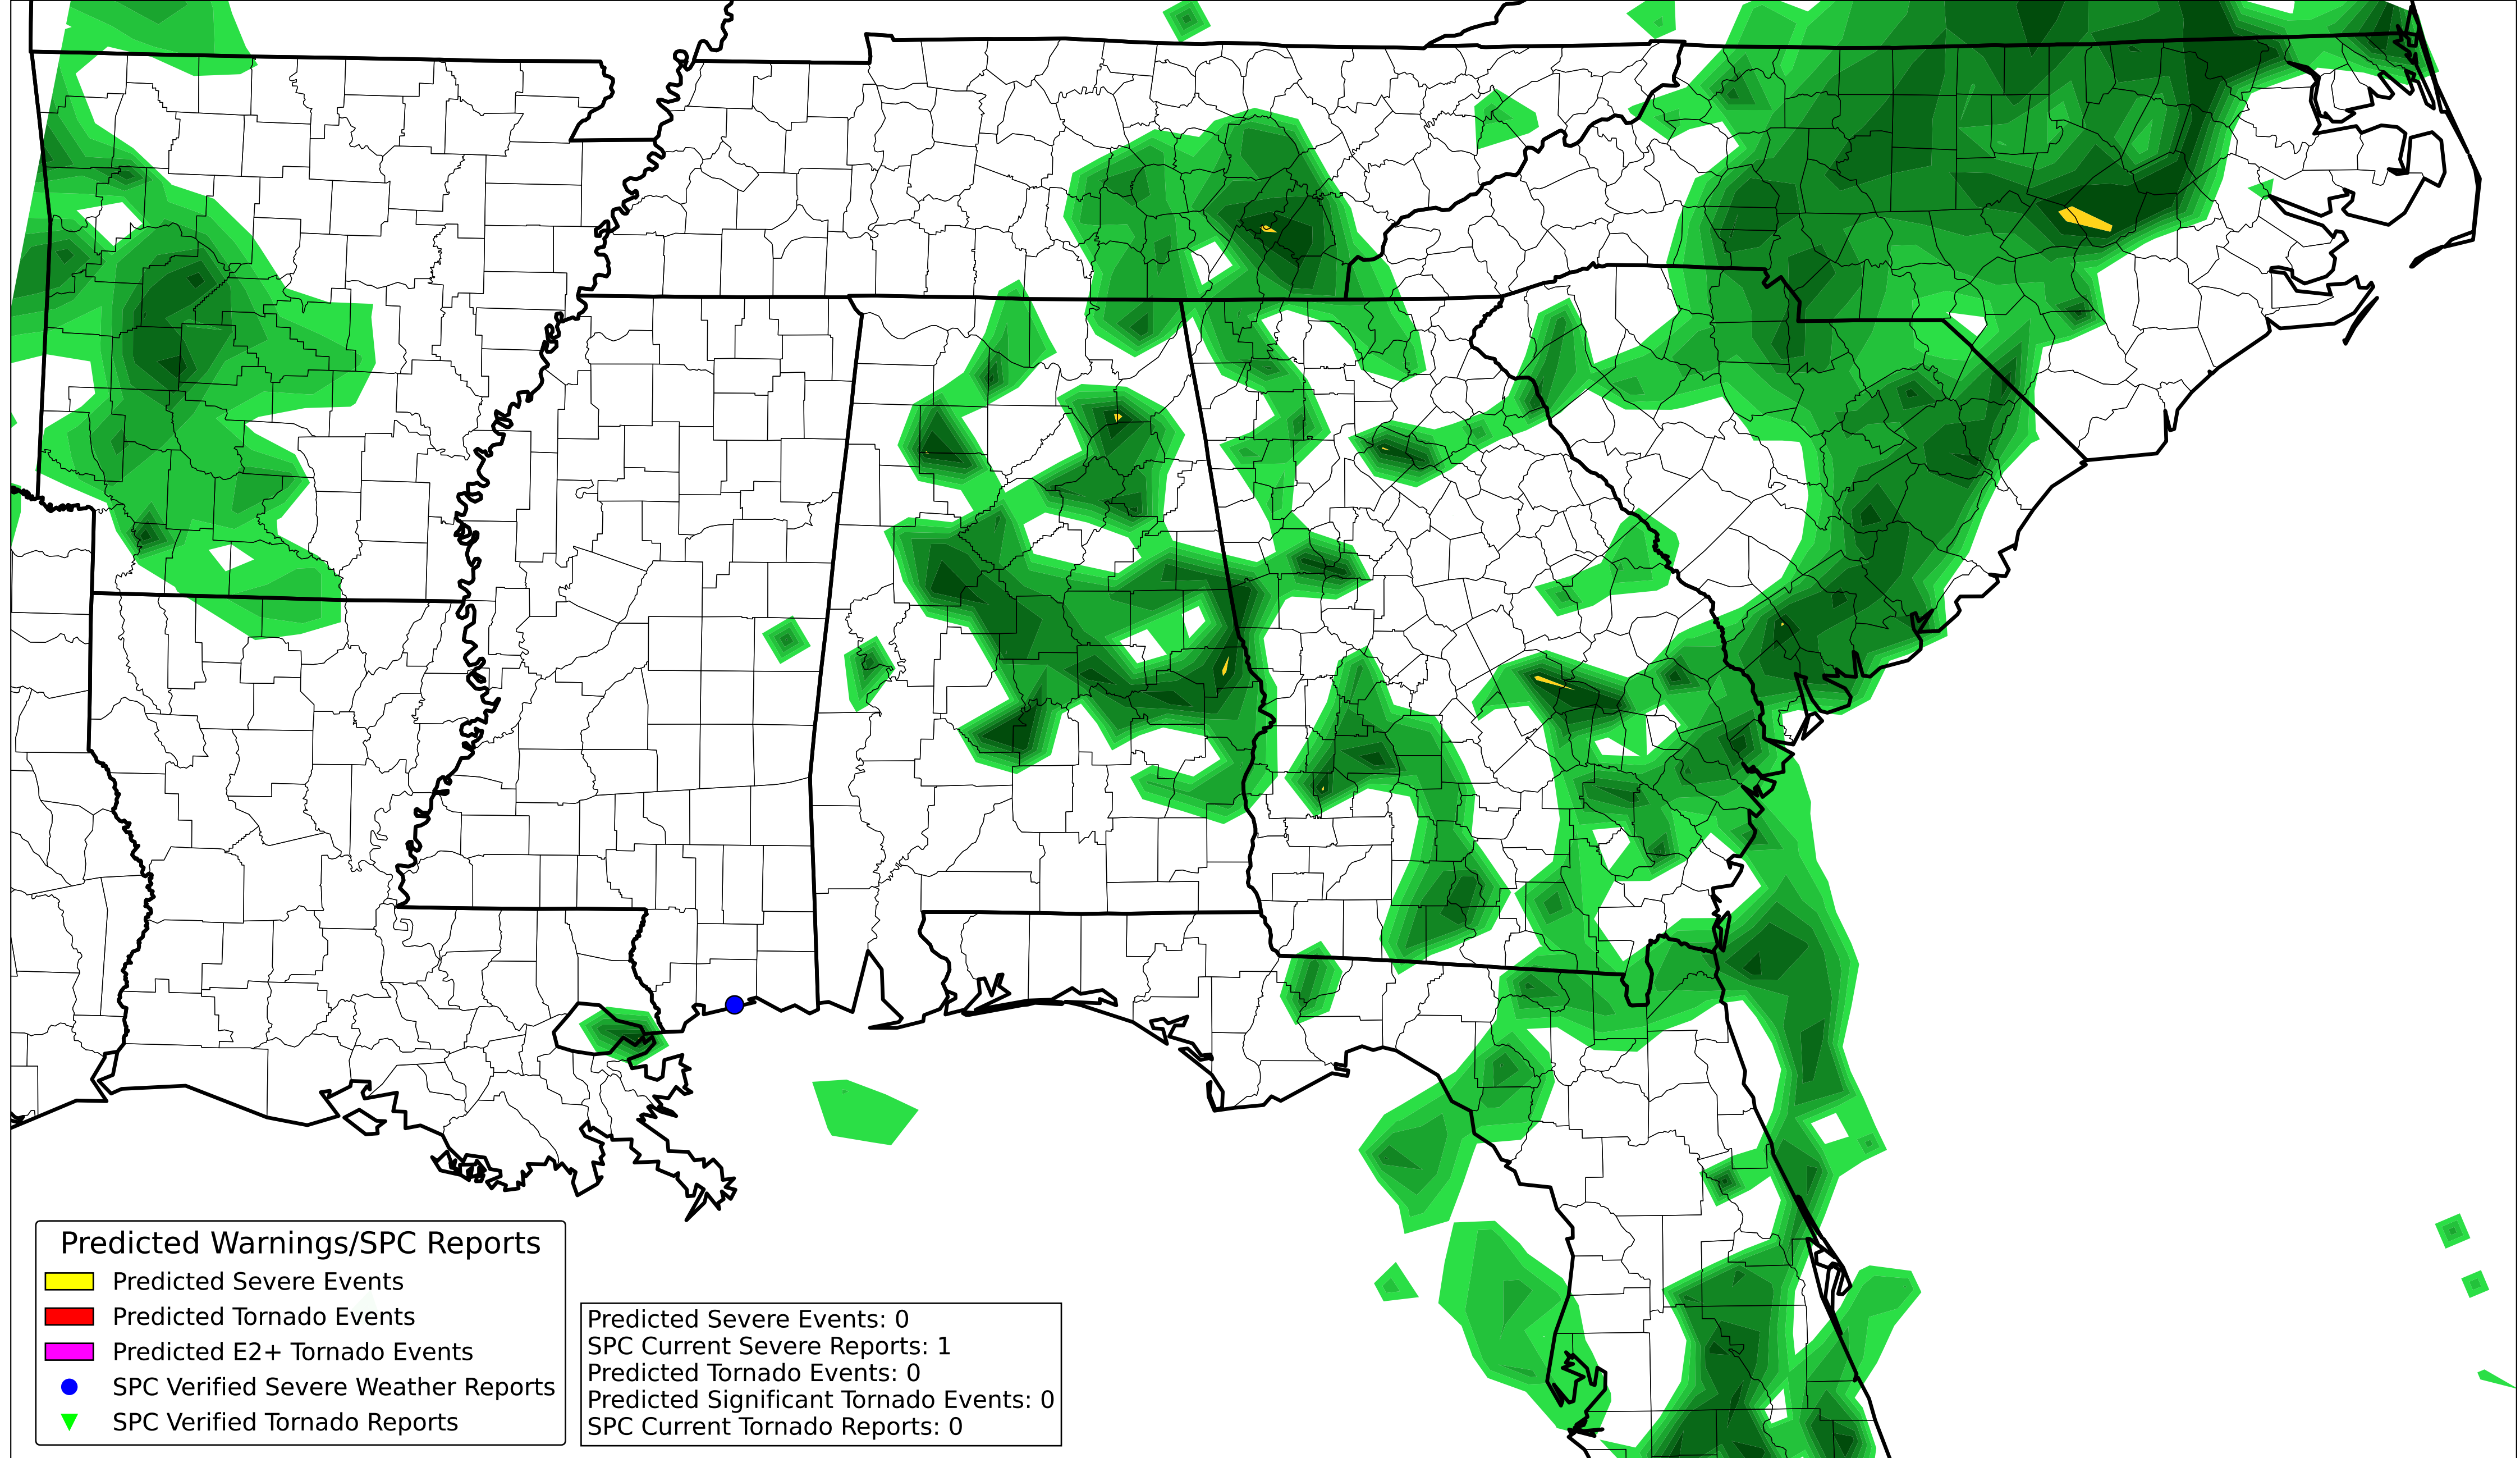 Predicted Warnings/SPC Reports
Predicted Severe Events
Predicted Tornado Events
Predicted E2+ Tornado Events
SPC Verified Severe Weather Reports
SPC Verified Tornado Reports
Predicted Severe Events: 0
SPC Current Severe Reports: 1
Predicted Tornado Events: 0
Predicted Significant Tornado Events: 0
SPC Current Tornado Reports: 0